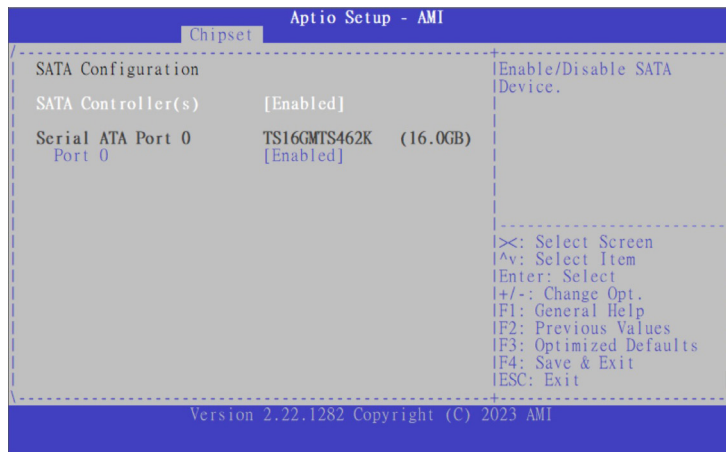 Aptio Setup - AMI
Chipset
SATA Configuration
SATA Controller(s) [Enabled]
Serial ATA Port 0 TS16GMTS462K (16.0GB)
Port 0 [Enabled]
Enable/Disable SATA
Device.
><: Select Screen
^v: Select Item
Enter: Select
+/-: Change Opt.
F1: General Help
F2: Previous Values
F3: Optimized Defaults
F4: Save & Exit
ESC: Exit
Version 2.22.1282 Copyright (C) 2023 AMI